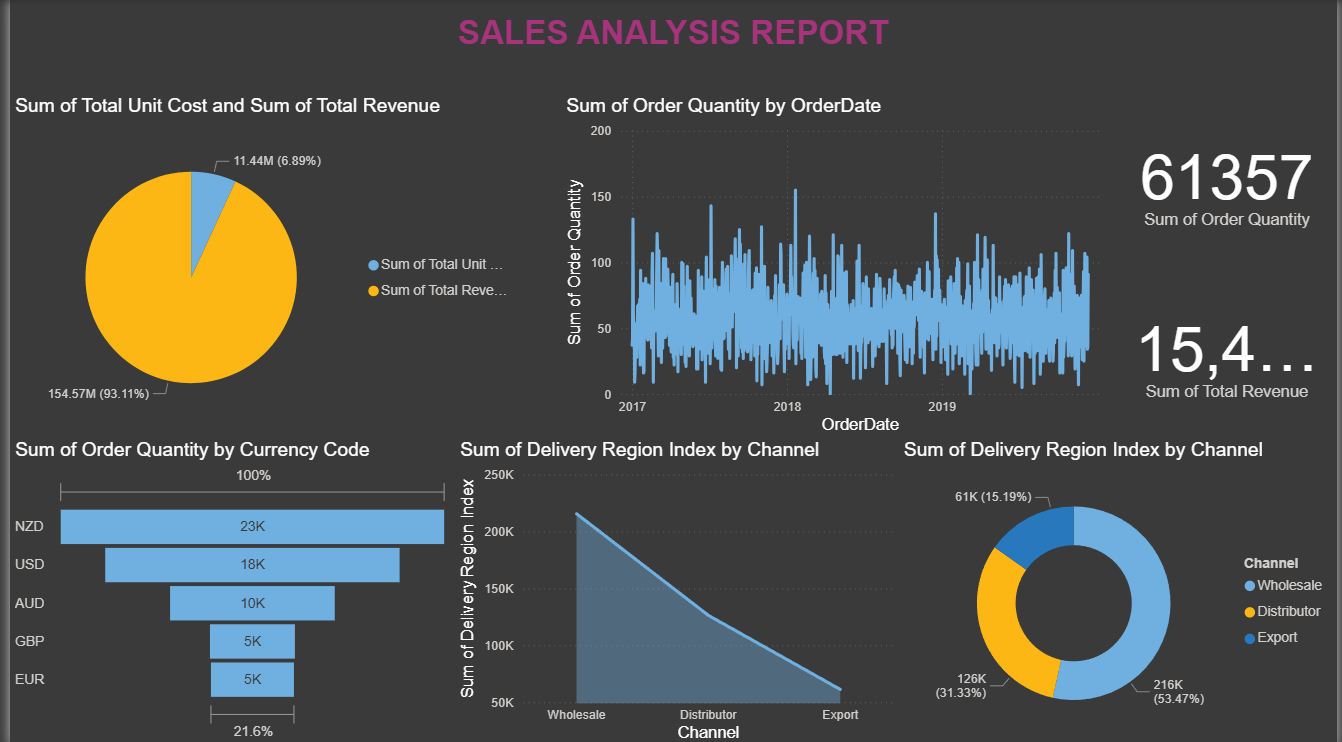 SALES ANALYSIS REPORT
Sum of Total Unit Cost and Sum of Total Revenue
11.44M (6.89%)
154.57M (93.11%)
Sum of Total Unit ...
Sum of Total Reve...
Sum of Order Quantity by OrderDate
Sum of Order Quantity
200
150
100
50
0
2017
2018
2019
OrderDate
61357
Sum of Order Quantity
15,4...
Sum of Total Revenue
Sum of Order Quantity by Currency Code
100%
NZD
23K
USD
18K
AUD
10K
GBP
5K
EUR
5K
21.6%
Sum of Delivery Region Index by Channel
Sum of Delivery Region Index
250K
200K
150K
100K
50K
Wholesale
Distributor
Export
Channel
Sum of Delivery Region Index by Channel
61K (15.19%)
126K
(31.33%)
216K
(53.47%)
Channel
Wholesale
Distributor
Export